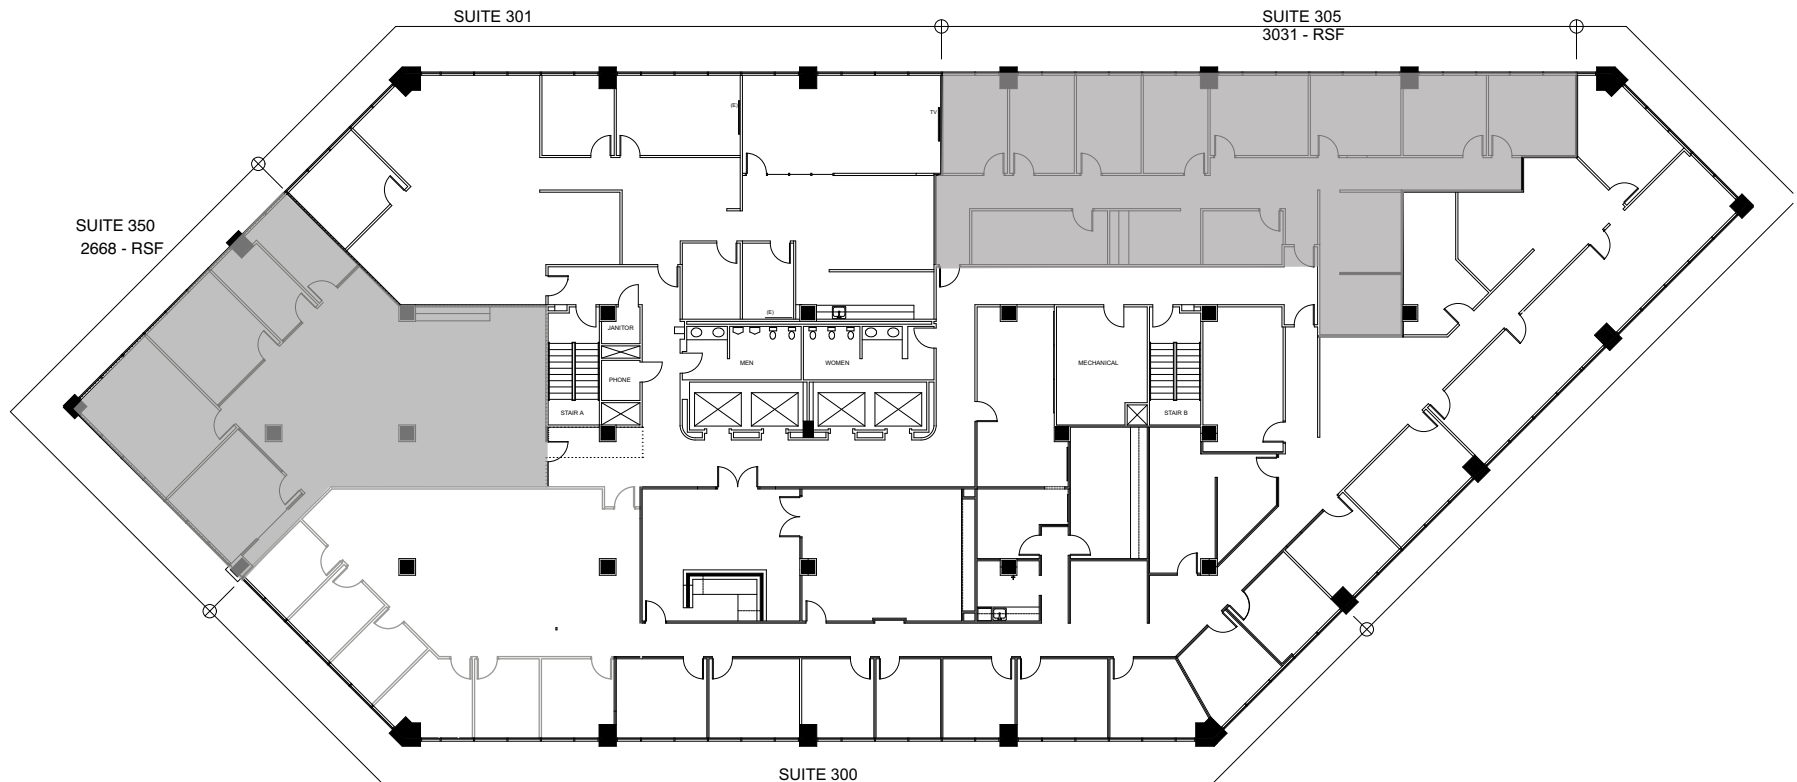 SUITE 301
SUITE 305
3031 - RSF
(E)
TV
SUITE 350
2668 - RSF
(E)
JANITOR
MEN
WOMEN
MECHANICAL
PHONE
STAIR A
STAIR B
SUITE 300